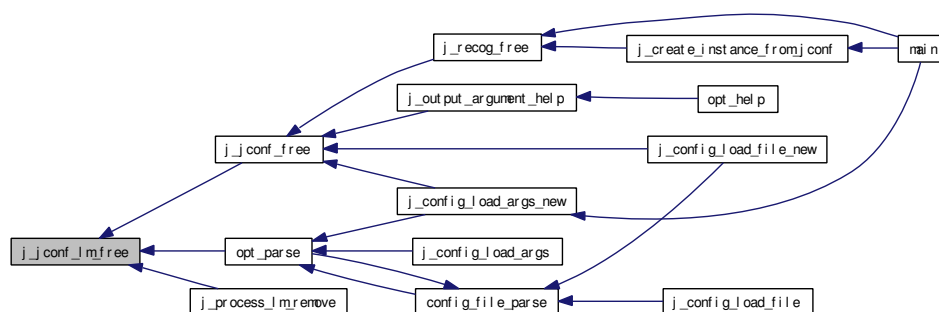 j_recog_free
j_create_instance_from_jconf
main
j_output_argument_help
opt_help
j_jconf_free
j_config_load_file_new
j_config_load_args_new
j_jconf_lm_free
opt_parse
j_config_load_args
j_process_lm_remove
config_file_parse
j_config_load_file